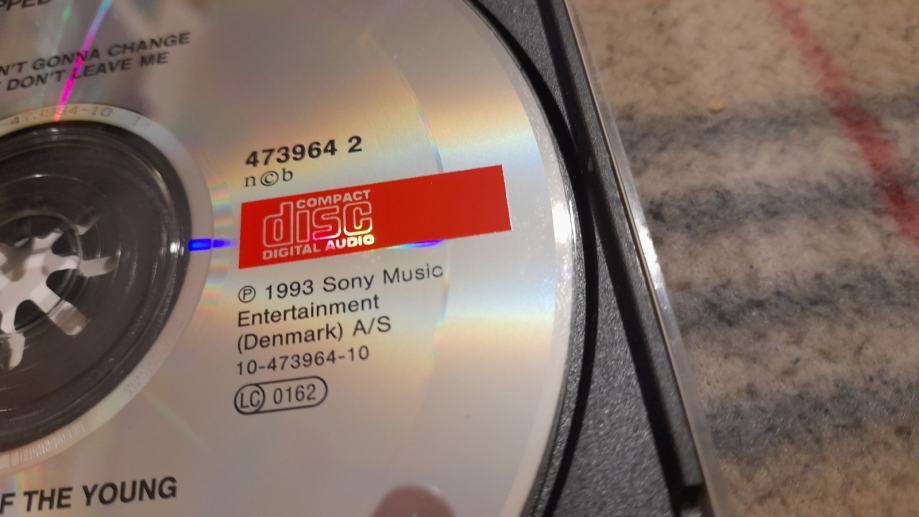 PPED
N'T GONNA CHANGE
DON'T LEAVE ME
473964 2
n©b
COMPACT
disc
DIGITAL AUDIO
℗ 1993 Sony Music
Entertainment
(Denmark) A/S
10-473964-10
LC 0162
F THE YOUNG